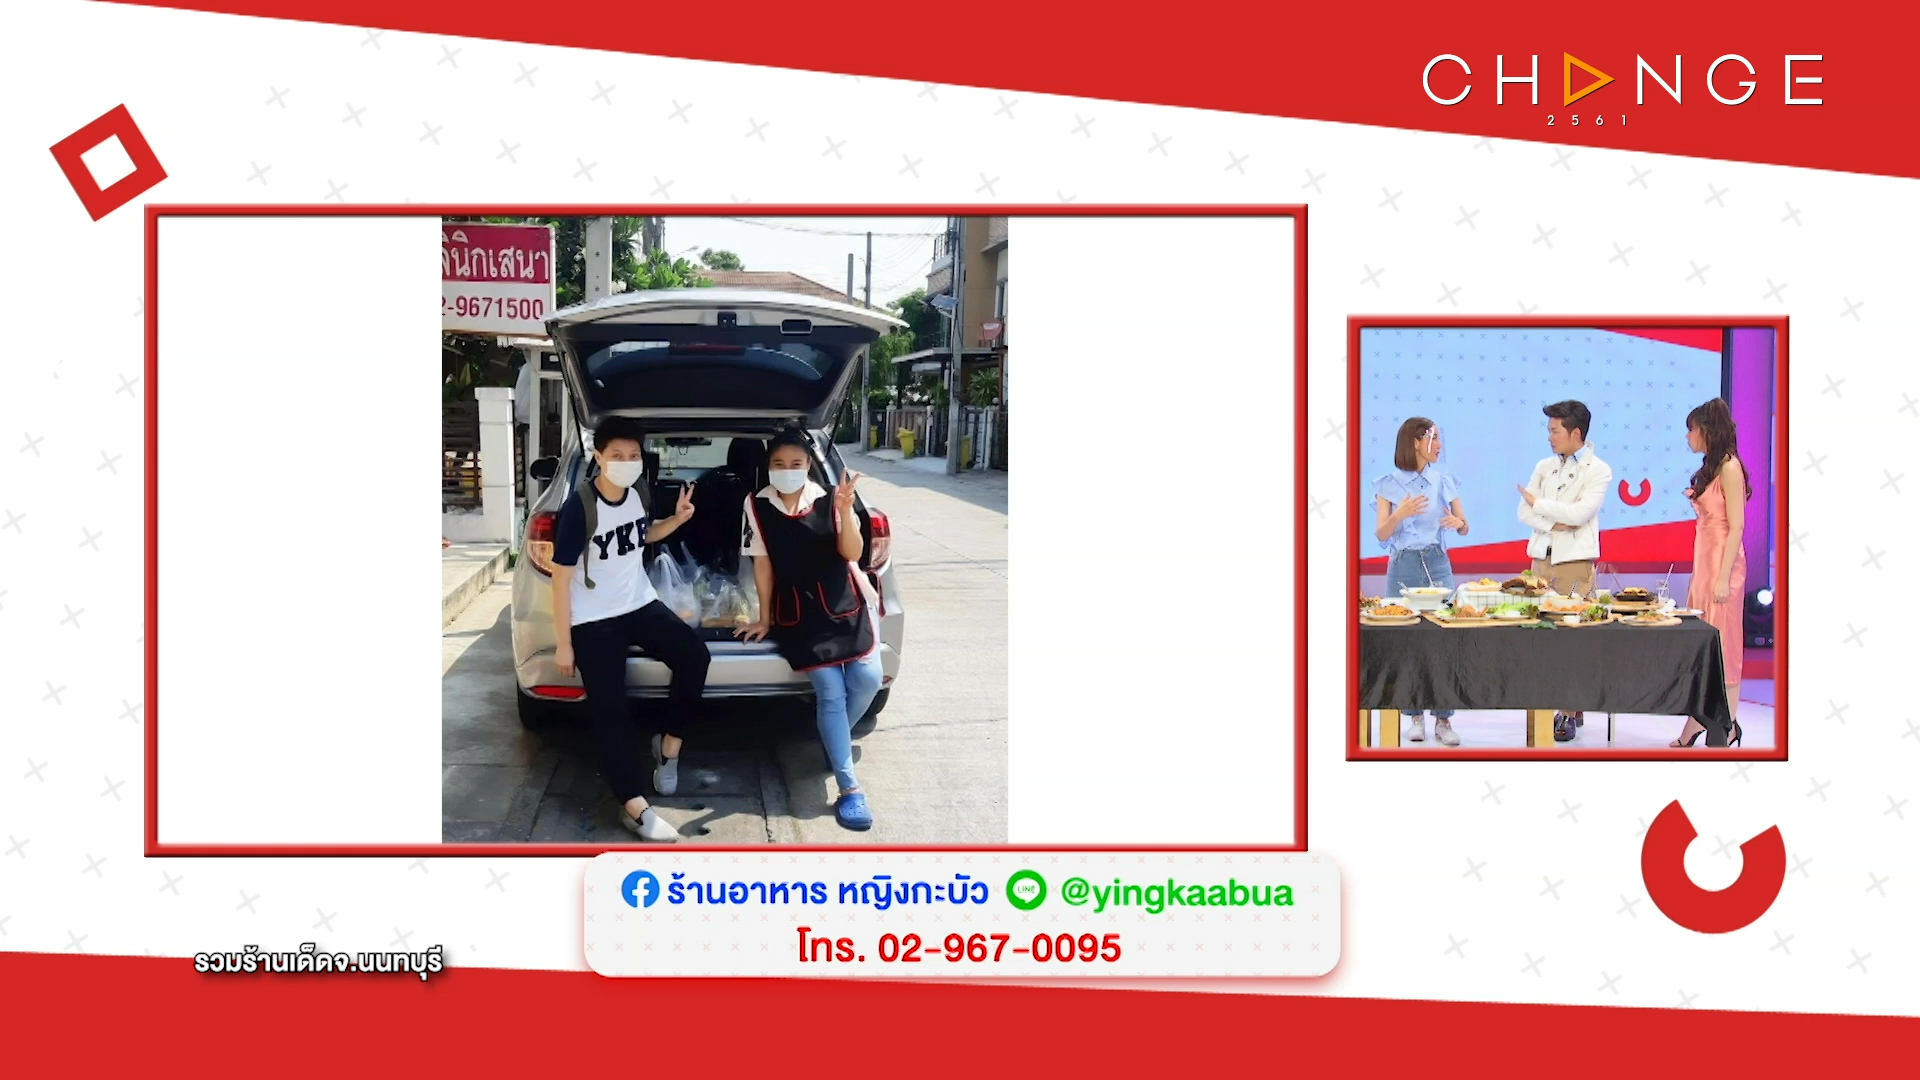 CHANGE
2561
นิกเสนา
-9671500
YKE
ร้านอาหาร หญิงกะบัว LINE @yingkaabua
โทร. 02-967-0095
รวมร้านเด็ดจ.นนทบุรี